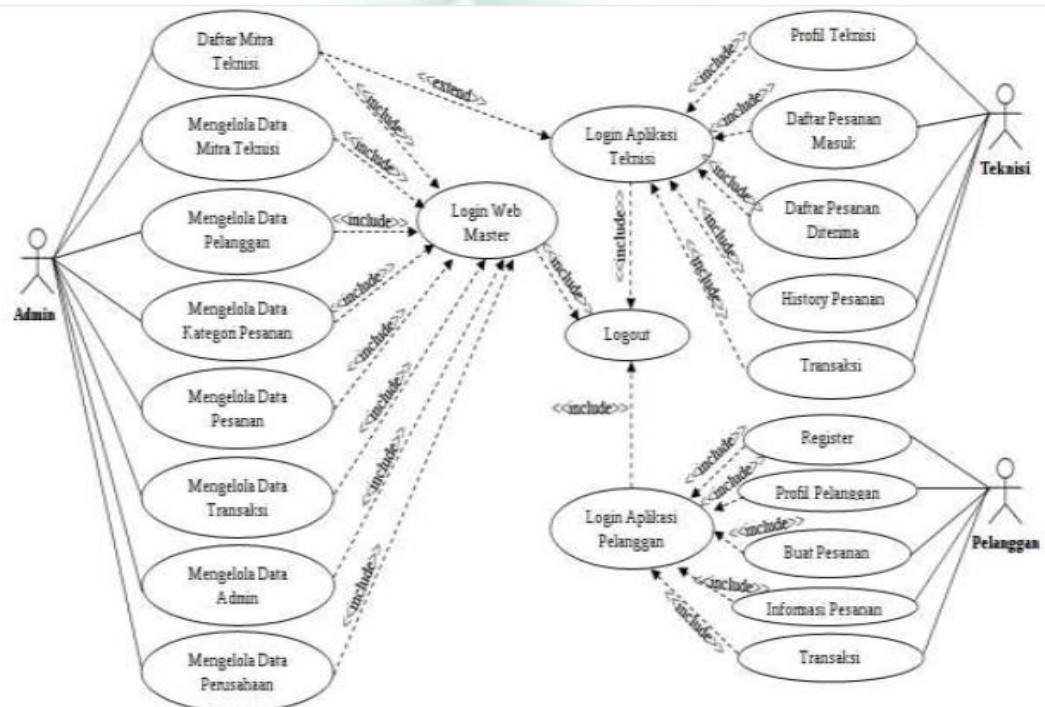 Daftar Mitra
Teknisi
Mengelola Data
Mitra Teknisi
Mengelola Data
Pelanggan
Mengelola Data
Kategori Pesanan
Mengelola Data
Pesanan
Mengelola Data
Transaksi
Mengelola Data
Admin
Mengelola Data
Perusahaan
Admin
<<extend>>
<<include>>
<<include>>
<<include>>
<<include>>
<<include>>
<<include>>
<<include>>
<<include>>
Login Web
Master
<<include>>
Login Aplikasi
Teknisi
<<include>>
Logout
<<include>>
Login Aplikasi
Pelanggan
<<include>>
<<include>>
<<include>>
<<include>>
<<include>>
Profil Teknisi
Daftar Pesanan
Masuk
Daftar Pesanan
Diterima
History Pesanan
Transaksi
Teknisi
<<include>>
<<include>>
<<include>>
<<include>>
<<include>>
Register
Profil Pelanggan
Buat Pesanan
Informasi Pesanan
Transaksi
Pelanggan